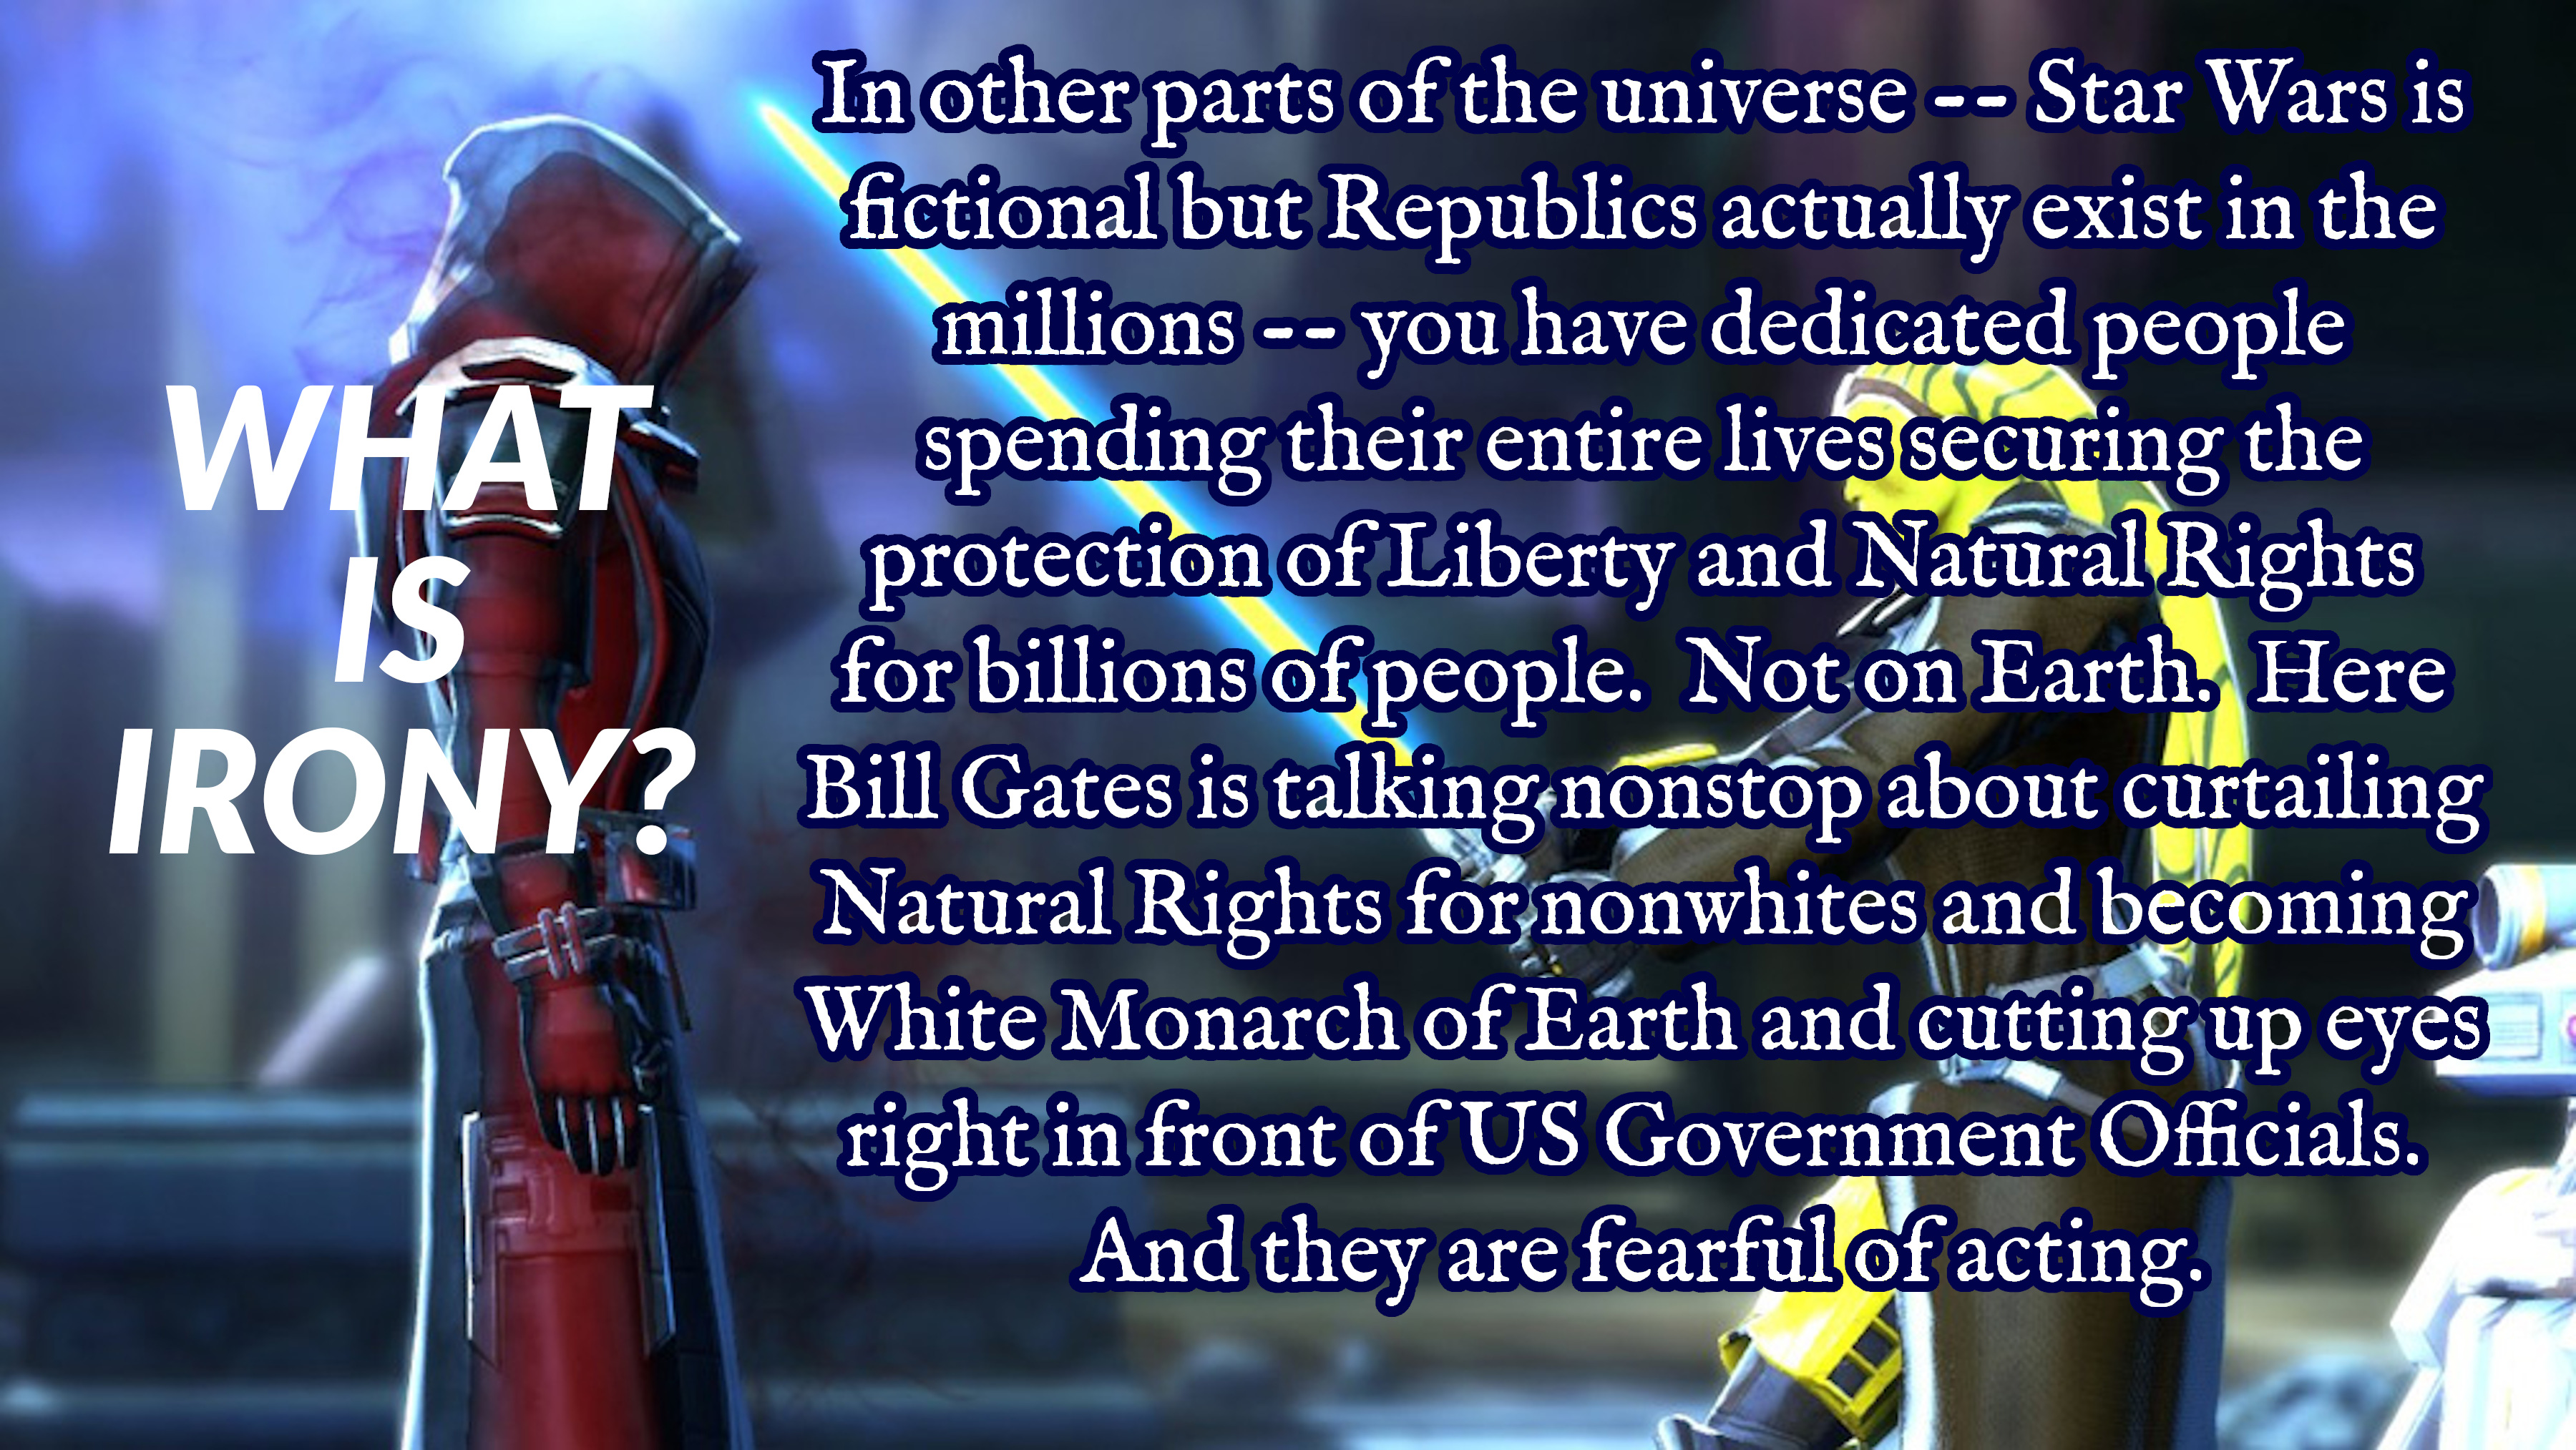 WHAT
IS
IRONY?
In other parts of the universe -- Star Wars is
fictional but Republics actually exist in the
millions -- you have dedicated people
spending their entire lives securing the
protection of Liberty and Natural Rights
for billions of people.  Not on Earth.  Here
Bill Gates is talking nonstop about curtailing
Natural Rights for nonwhites and becoming
White Monarch of Earth and cutting up eyes
right in front of US Government Officials.
And they are fearful of acting.